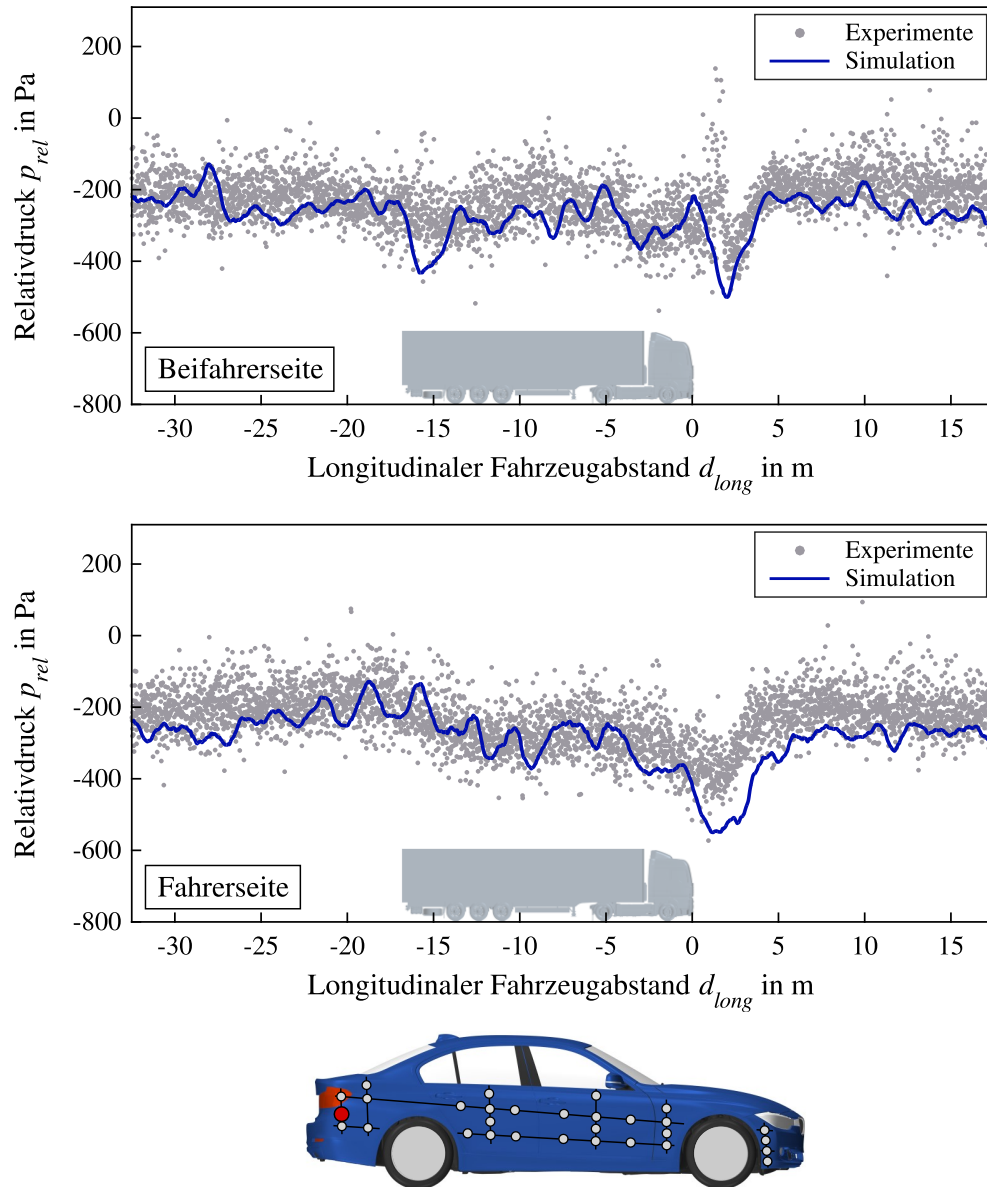 Relativdruck p_rel in Pa
200
0
-200
-400
-600
-800
Experimente
Simulation
Beifahrerseite
-30 -25 -20 -15 -10 -5 0 5 10 15
Longitudinaler Fahrzeugabstand d_long in m
Relativdruck p_rel in Pa
200
0
-200
-400
-600
-800
Experimente
Simulation
Fahrerseite
-30 -25 -20 -15 -10 -5 0 5 10 15
Longitudinaler Fahrzeugabstand d_long in m